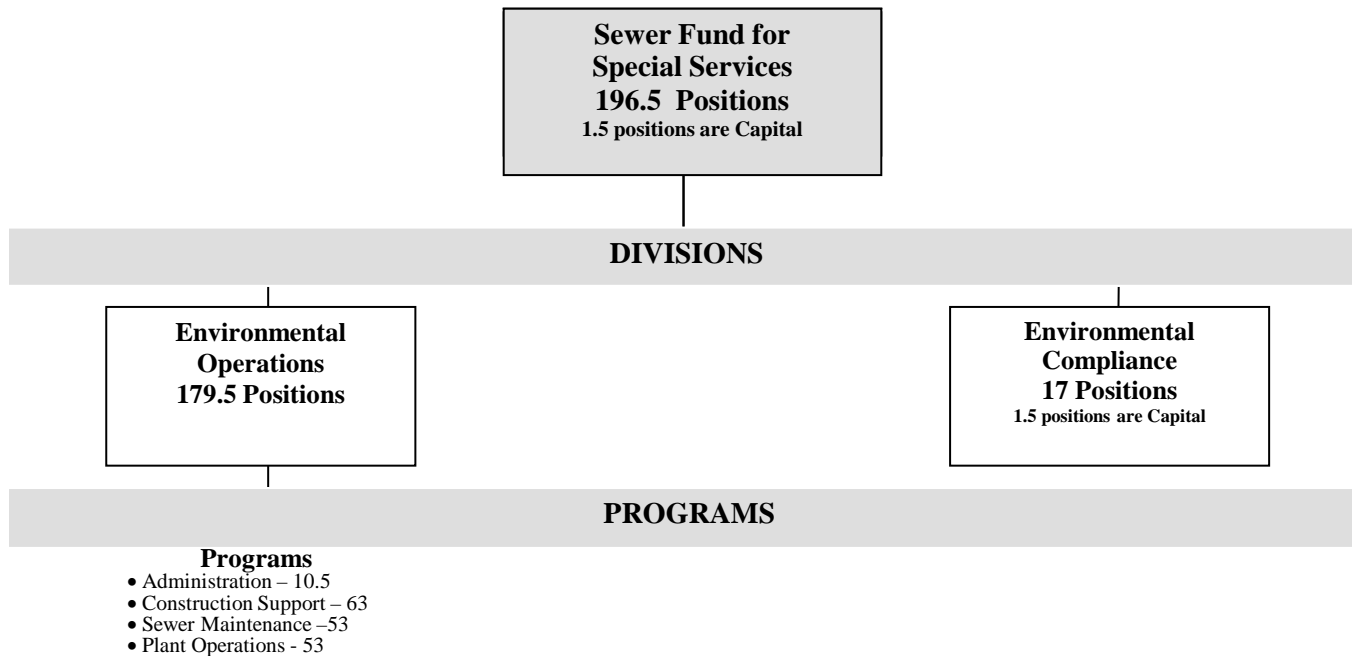 Sewer Fund for
Special Services
196.5 Positions
1.5 positions are Capital
DIVISIONS
Environmental
Operations
179.5 Positions
Environmental
Compliance
17 Positions
1.5 positions are Capital
PROGRAMS
Programs
• Administration – 10.5
• Construction Support – 63
• Sewer Maintenance –53
• Plant Operations - 53